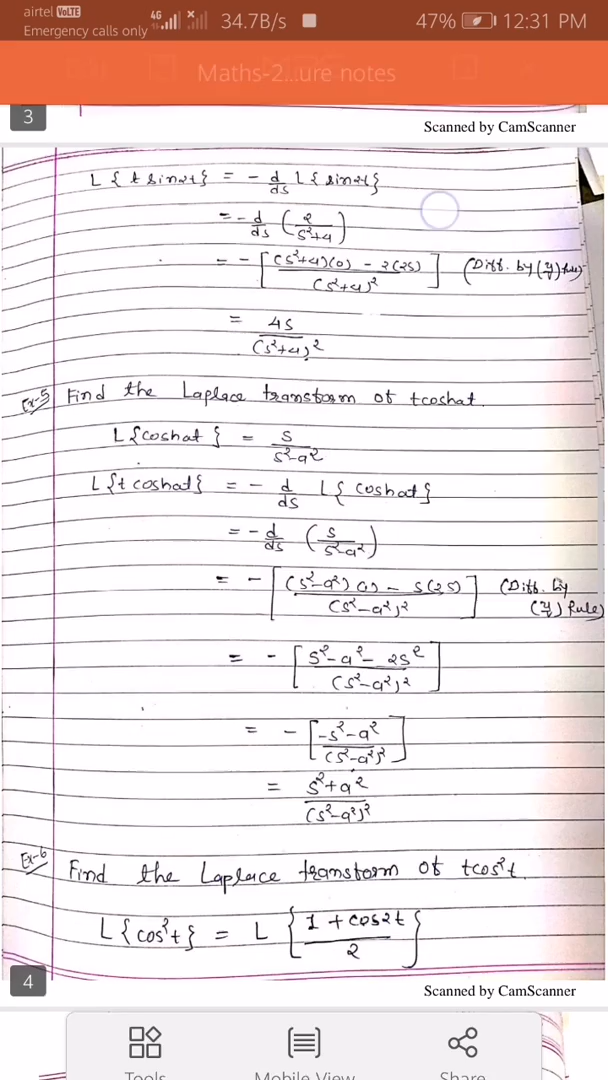 airtel VoLTE 4G 34.7B/s 47% 12:31 PM
Emergency calls only
Maths-2...ure notes
3
Scanned by CamScanner
L{t sin2t} = - d/ds L{sin2t}
= - d/ds (2/(s²+4))
= - [((s²+4)(0) - 2(2s))/(s²+4)²] (Diff. by (u/v) rule)
= 4s/(s²+4)²
Ex-5 Find the Laplace transform of tcoshat.
L{coshat} = s/(s²-a²)
L{t coshat} = - d/ds L{coshat}
= - d/ds (s/(s²-a²))
= - [((s²-a²)(1) - s(2s))/(s²-a²)²] (Diff. by
(u/v) Rule)
= - [(s²-a²-2s²)/(s²-a²)²]
= - [(-s²-a²)/(s²-a²)²]
= (s²+a²)/(s²-a²)²
Ex-6 Find the Laplace transform of tcos²t.
L{cos²t} = L{(1+cos2t)/2}
4
Scanned by CamScanner
Tools Mobile View Share